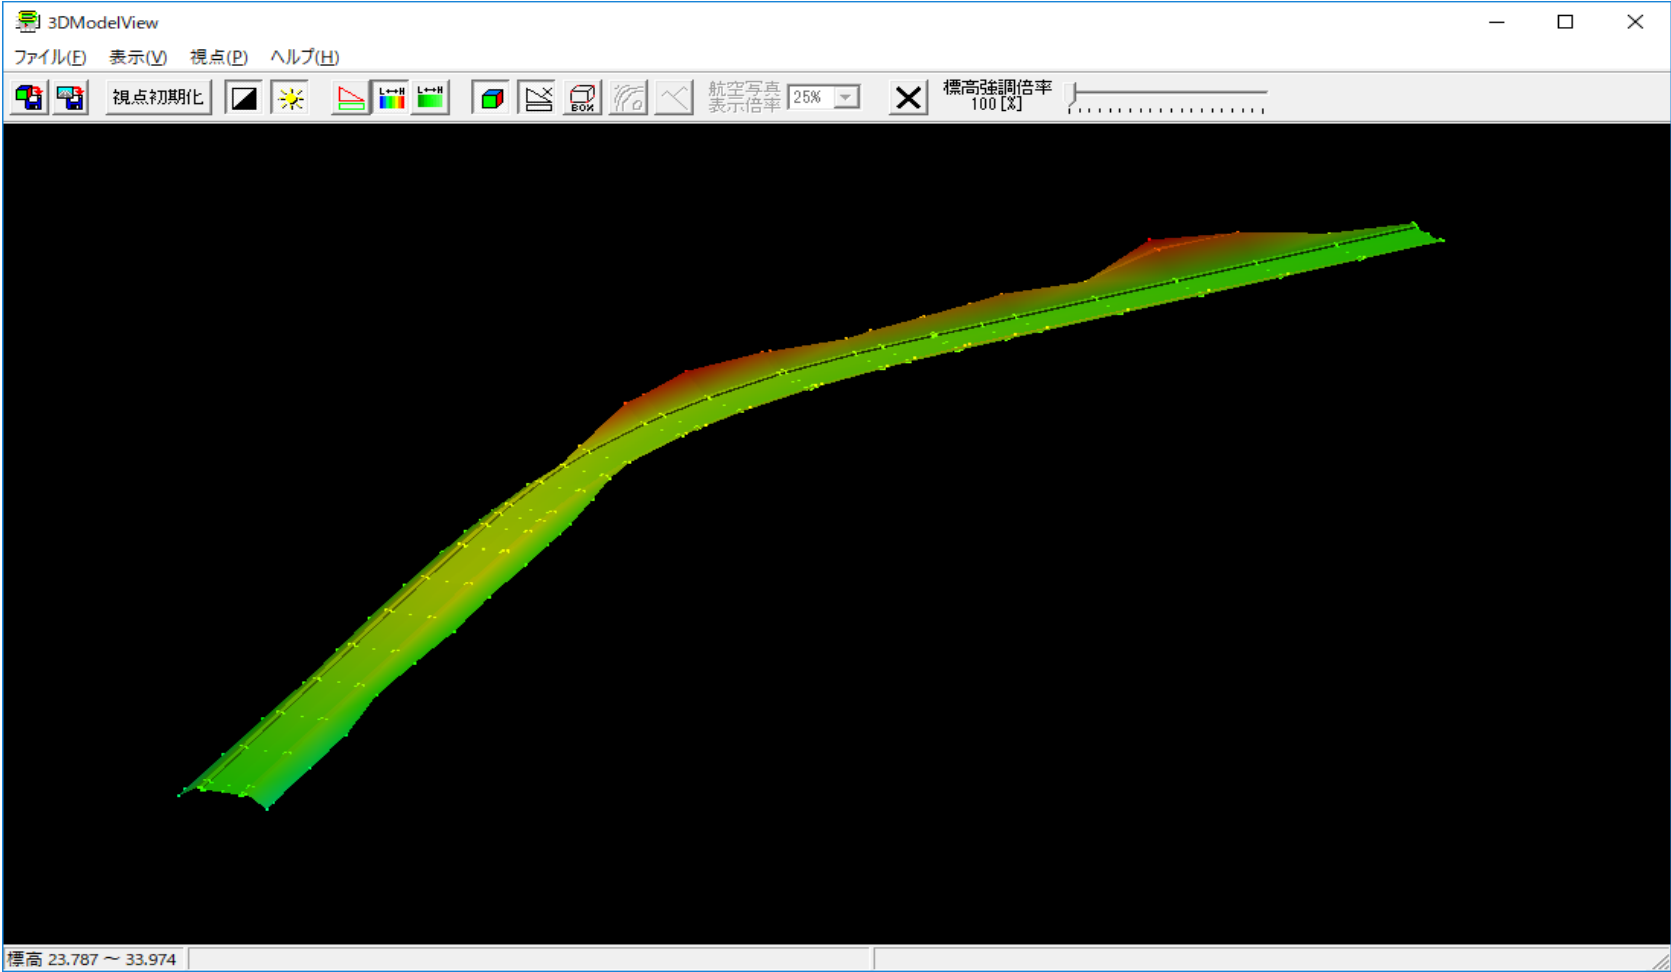 3DModelView
ファイル(F) 表示(V) 視点(P) ヘルプ(H)
視点初期化
L↔H
L↔H
BOX
航空写真
表示倍率
25%
標高強調倍率
100[%]
標高 23.787 ～ 33.974